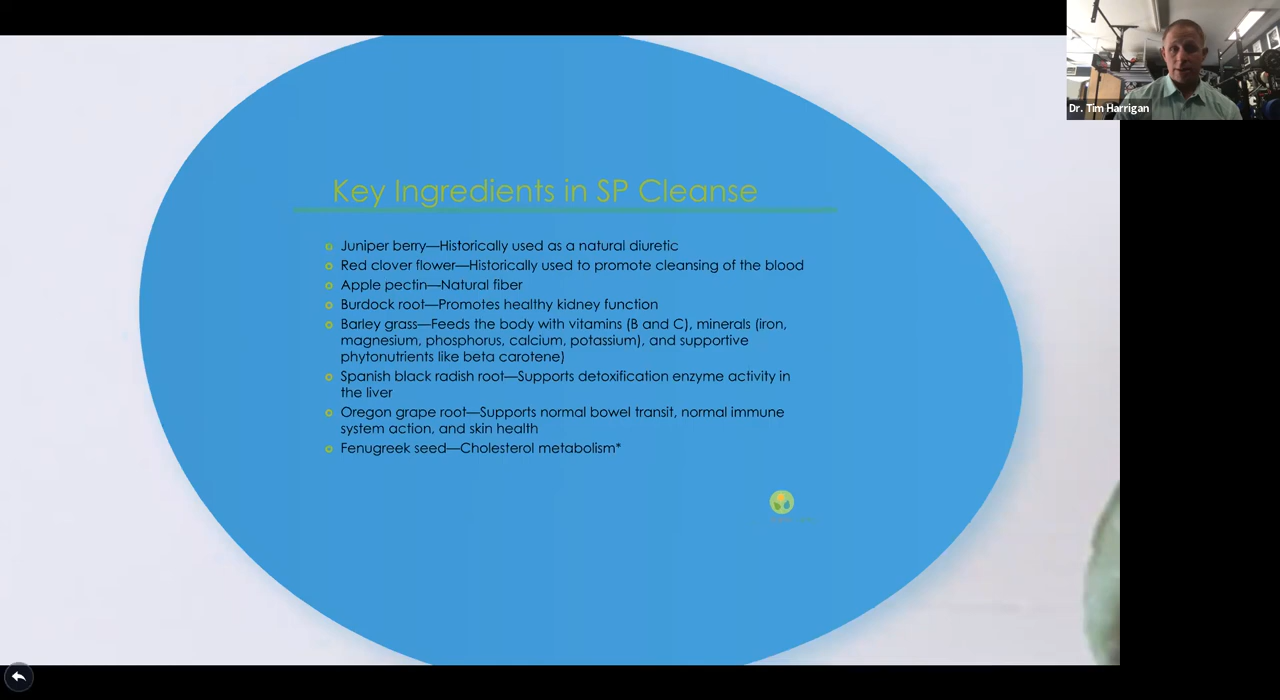 Dr. Tim Harrigan
Key Ingredients in SP Cleanse
Juniper berry—Historically used as a natural diuretic
Red clover flower—Historically used to promote cleansing of the blood
Apple pectin—Natural fiber
Burdock root—Promotes healthy kidney function
Barley grass—Feeds the body with vitamins (B and C), minerals (iron,
magnesium, phosphorus, calcium, potassium), and supportive
phytonutrients like beta carotene)
Spanish black radish root—Supports detoxification enzyme activity in
the liver
Oregon grape root—Supports normal bowel transit, normal immune
system action, and skin health
Fenugreek seed—Cholesterol metabolism*